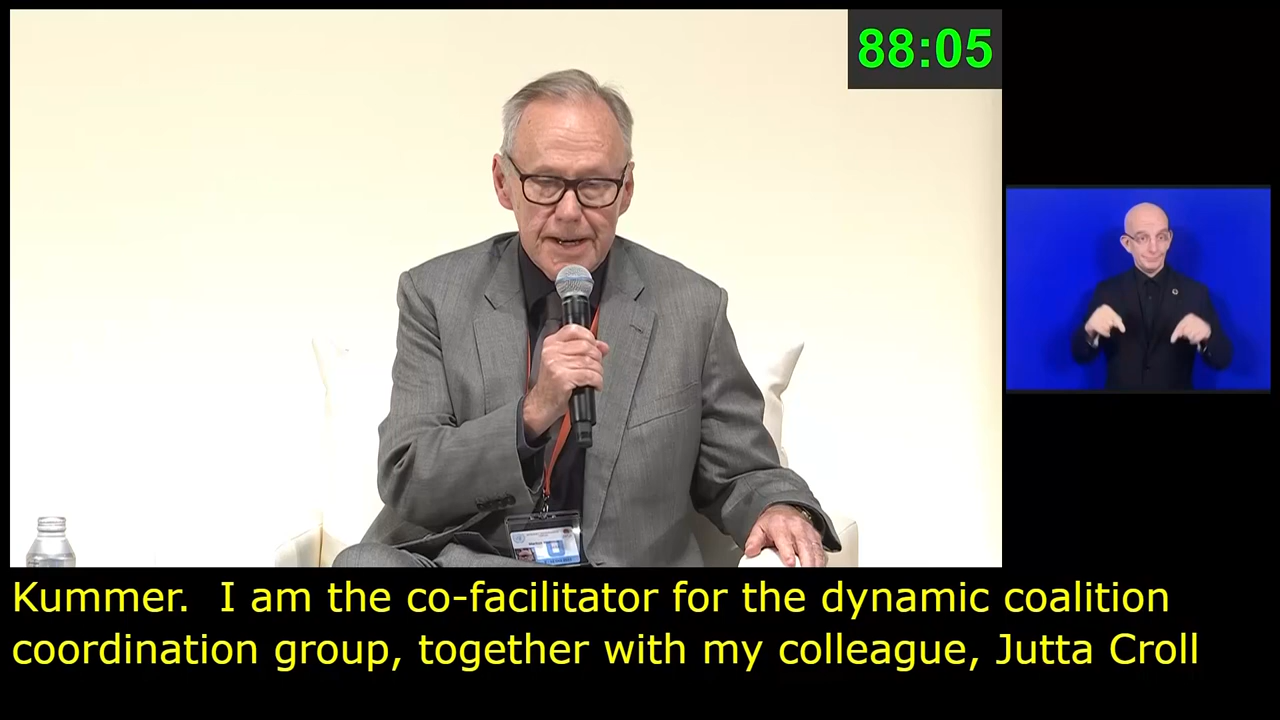 88:05
Kummer.  I am the co-facilitator for the dynamic coalition
coordination group, together with my colleague, Jutta Croll